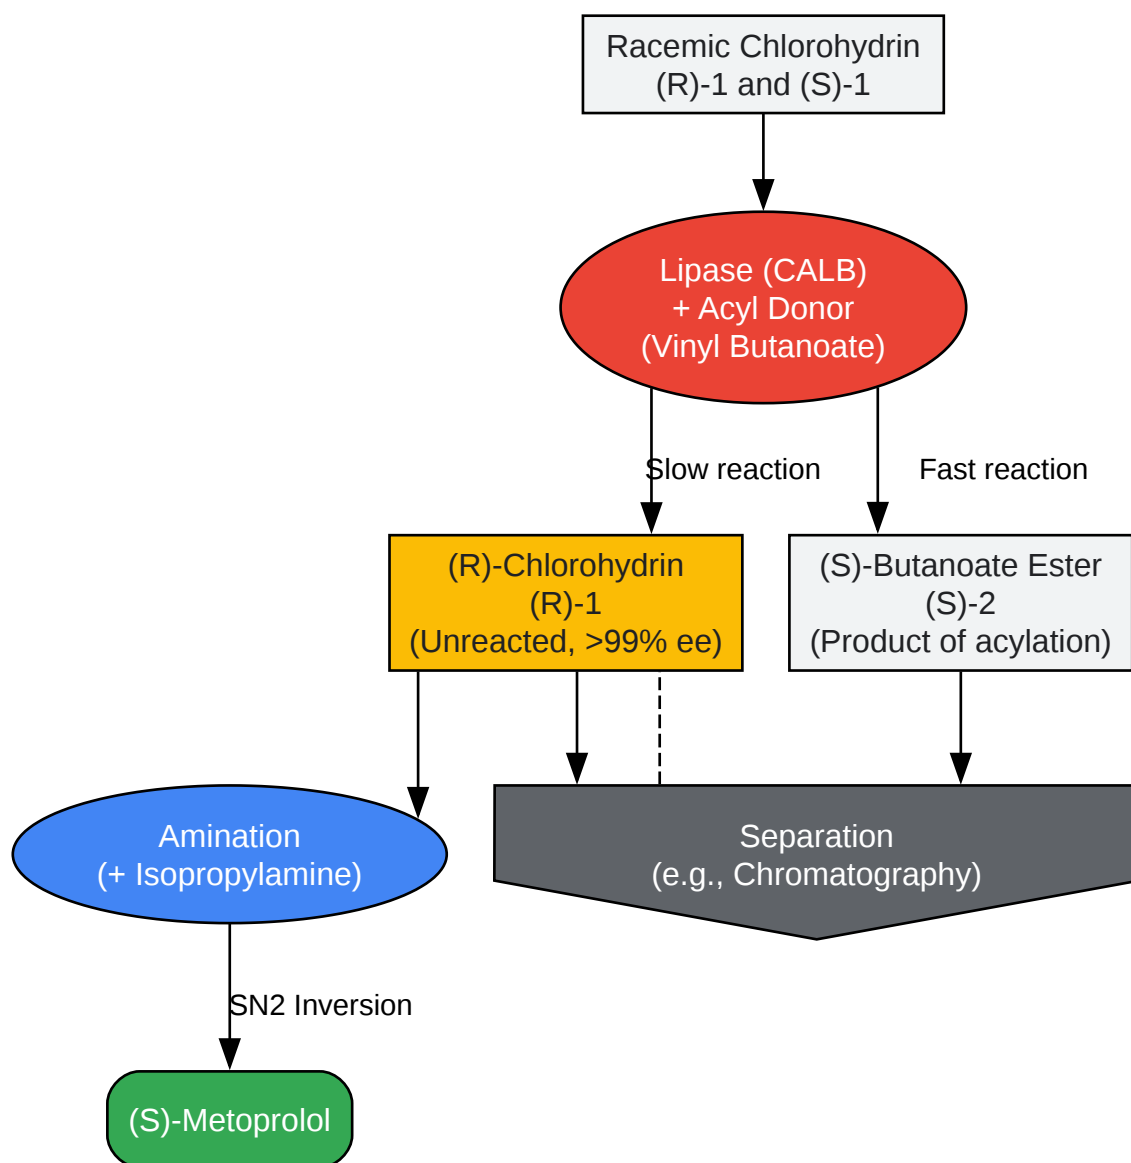 Racemic Chlorohydrin
(R)-1 and (S)-1
Lipase (CALB)
+ Acyl Donor
(Vinyl Butanoate)
Slow reaction
Fast reaction
(R)-Chlorohydrin
(R)-1
(Unreacted, >99% ee)
(S)-Butanoate Ester
(S)-2
(Product of acylation)
Amination
(+ Isopropylamine)
Separation
(e.g., Chromatography)
SN2 Inversion
(S)-Metoprolol